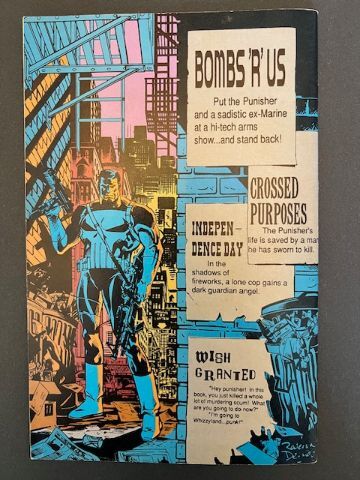 BOMBS 'R' US
Put the Punisher
and a sadistic ex-Marine
at a hi-tech arms
show...and stand back!
CROSSED
PURPOSES
The Punisher's
life is saved by a ma
he has sworn to kill.
INDEPEN-
DENCE DAY
In the
shadows of
fireworks, a lone cop gains a
dark guardian angel.
WISH
GRANTED
"Hey punisher! In this
book, you just killed a whole
lot of murdering scum! What
are you going to do now?"
"I'm going to
Whizzyland...punk!"